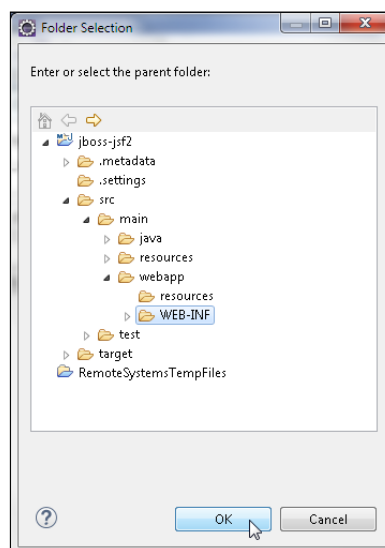 Folder Selection
Enter or select the parent folder:
jboss-jsf2
.metadata
.settings
src
main
java
resources
webapp
resources
WEB-INF
test
target
RemoteSystemsTempFiles
OK
Cancel